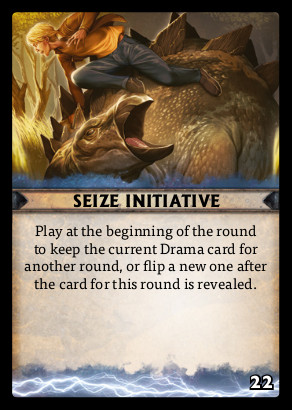 SEIZE INITIATIVE
Play at the beginning of the round
to keep the current Drama card for
another round, or flip a new one after
the card for this round is revealed.
22